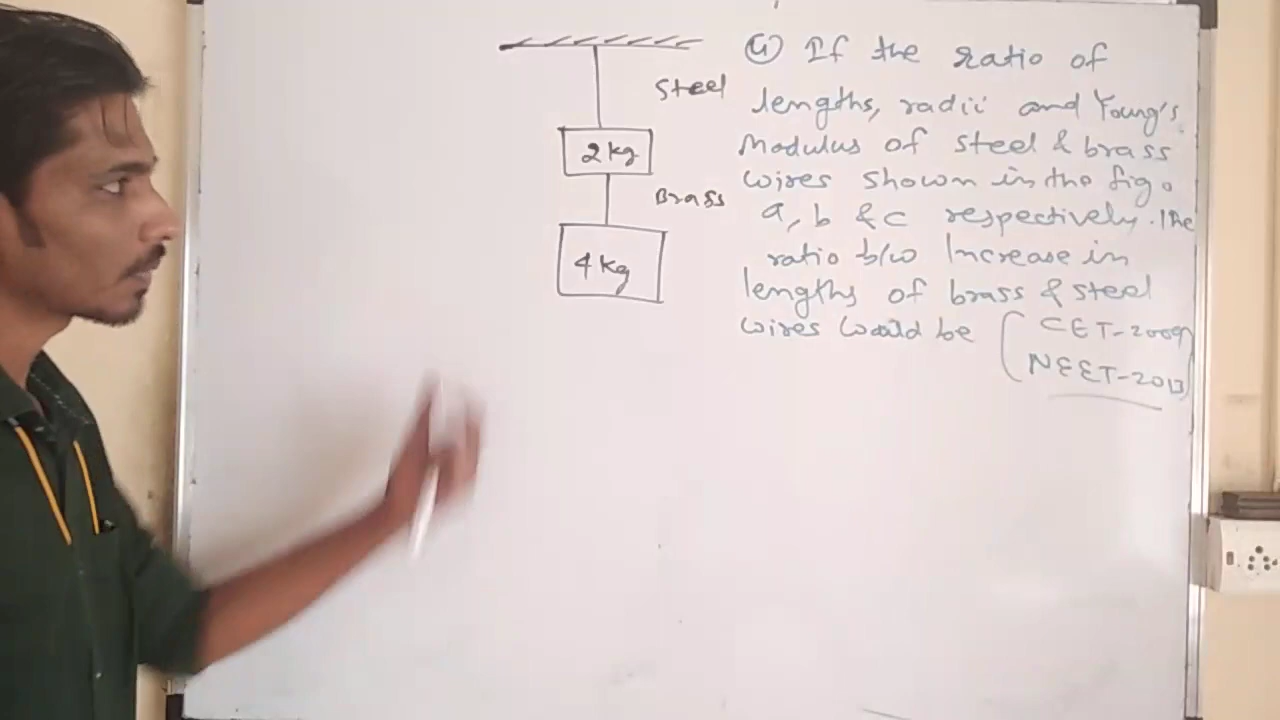 Steel
2 kg
Brass
4 kg
4) If the ratio of
lengths, radii and Young's
Modulus of steel & brass
wires shown in the fig.
a, b & c respectively. The
ratio b/w Increase in
lengths of brass & steel
wires would be (CET-2009
NEET-2013)